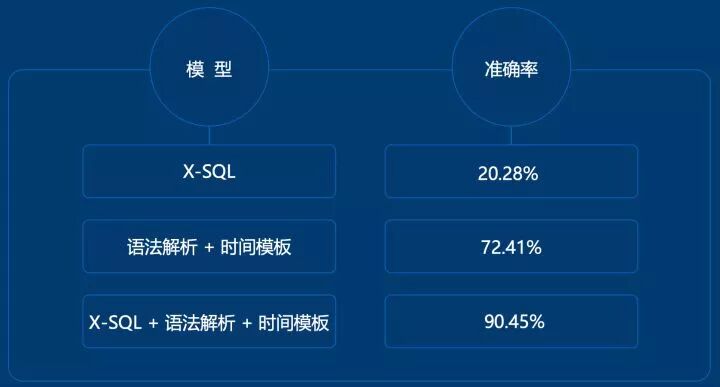 模 型 准确率
X-SQL 20.28%
语法解析 + 时间模板 72.41%
X-SQL + 语法解析 + 时间模板 90.45%